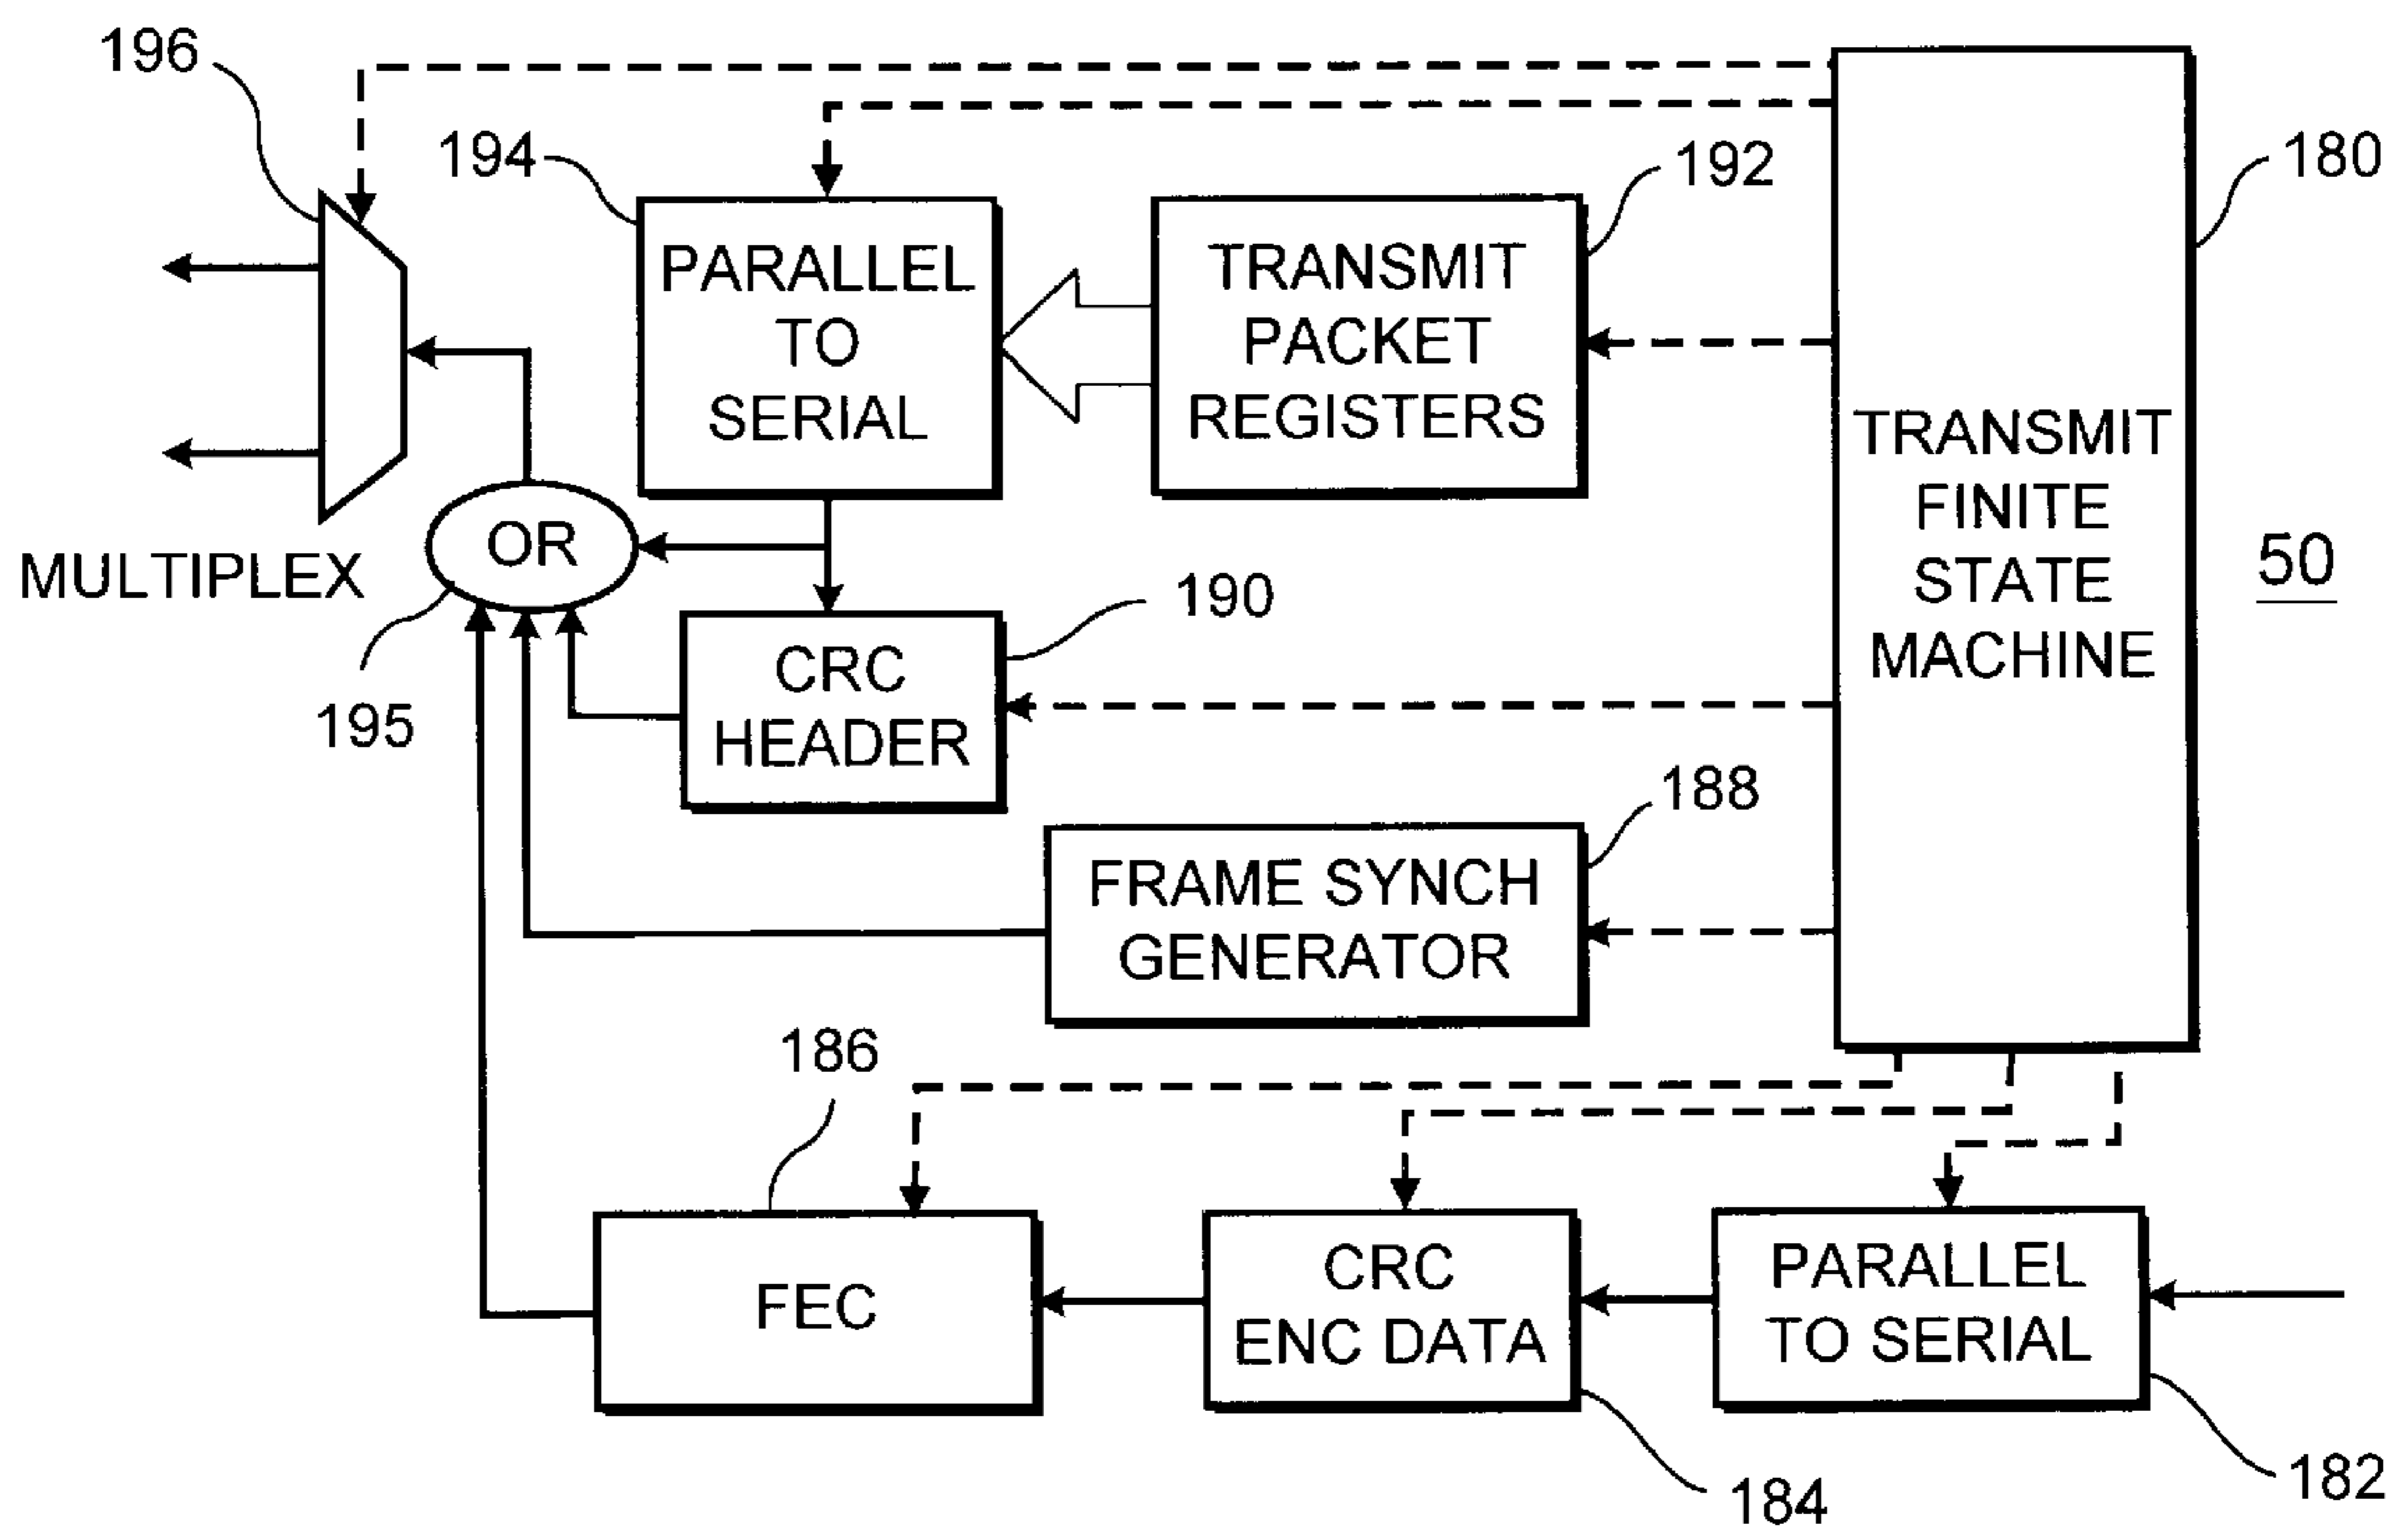 196
194
192
180
PARALLEL
TO
SERIAL
TRANSMIT
PACKET
REGISTERS
TRANSMIT
FINITE
STATE
MACHINE
50
OR
MULTIPLEX
195
190
CRC
HEADER
188
FRAME SYNCH
GENERATOR
186
FEC
CRC
ENC DATA
PARALLEL
TO SERIAL
184
182